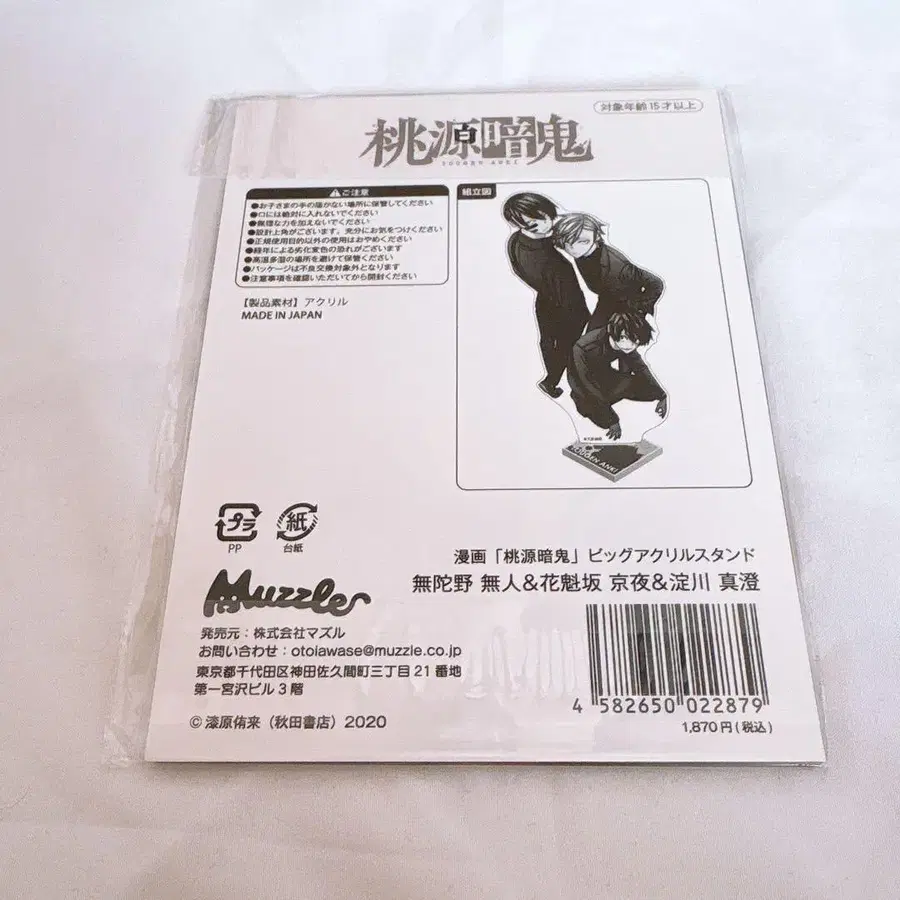 対象年齢15才以上
桃源暗鬼
TOUGEN ANKI
⚠ご注意
●お子さまの手の届かない場所に保管してください
●口には絶対に入れないでください
●無理な力を加えないでください
●設計上角がございます。充分にお気をつけください
●正規使用目的以外の使用はおやめください
●経年による劣化変色の恐れがございます
●高温多湿の場所を避けて保管ください
●パッケージは不良交換対象外となります
●注意事項を確認いただいてから開封ください
【製品素材】アクリル
MADE IN JAPAN
組立図
TOUGEN ANKI
プラ
PP
紙
台紙
漫画「桃源暗鬼」ビッグアクリルスタンド
無陀野 無人&花魁坂 京夜&淀川 真澄
Muzzle
発売元：株式会社マズル
お問い合わせ：otoiawase@muzzle.co.jp
東京都千代田区神田佐久間町三丁目21番地
第一宮沢ビル3階
©漆原侑来（秋田書店）2020
4 582650 022879
1,870円(税込)